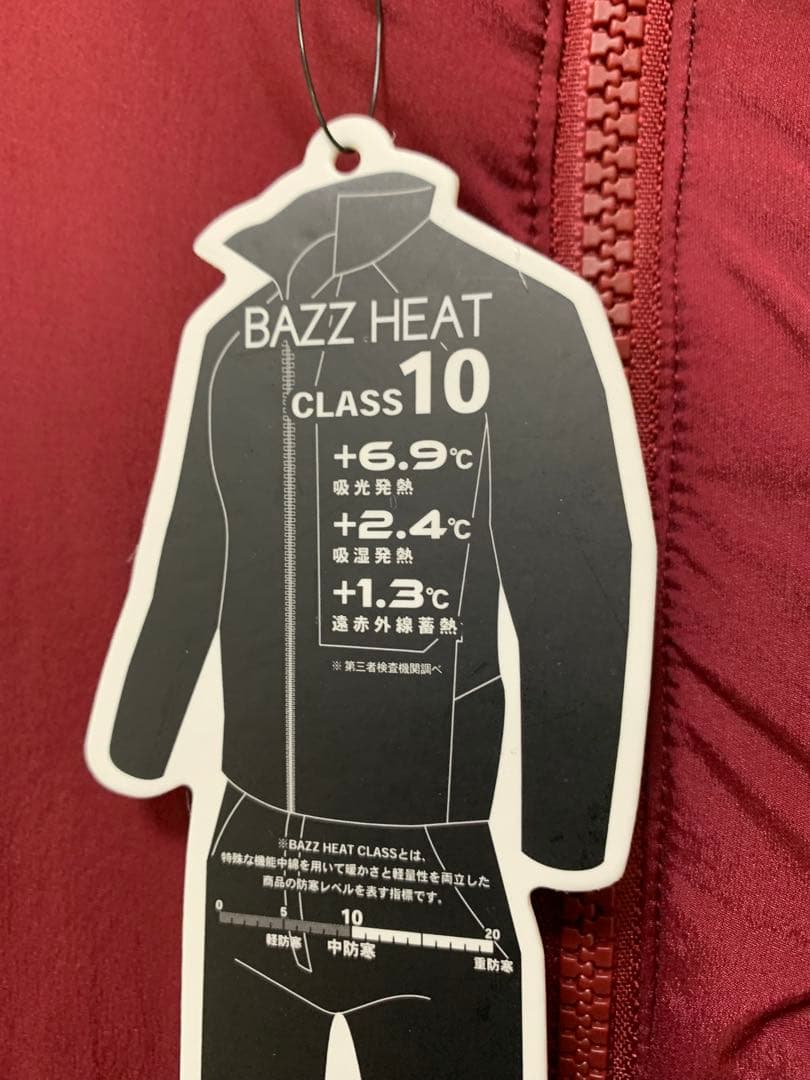 BAZZ HEAT
CLASS10
+6.9℃
吸光発熱
+2.4℃
吸湿発熱
+1.3℃
遠赤外線蓄熱
※第三者検査機関調べ
※BAZZ HEAT CLASSとは、
特殊な機能中綿を用いて暖かさと軽量性を両立した
商品の防寒レベルを表す指標です。
0 5 10 20
軽防寒 中防寒 重防寒